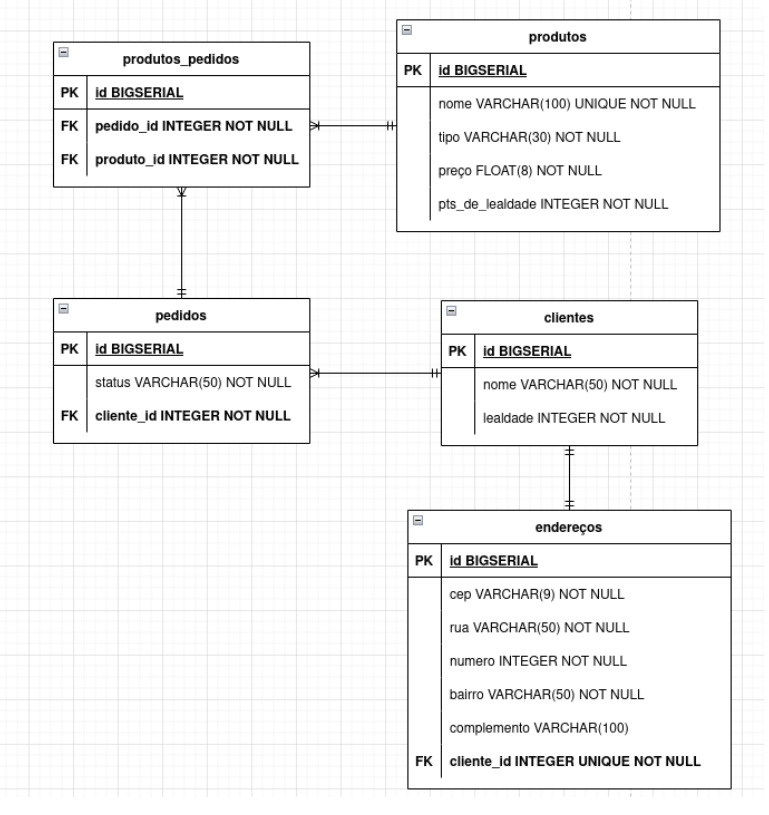 produtos_pedidos
PK id BIGSERIAL
FK pedido_id INTEGER NOT NULL
FK produto_id INTEGER NOT NULL
produtos
PK id BIGSERIAL
nome VARCHAR(100) UNIQUE NOT NULL
tipo VARCHAR(30) NOT NULL
preço FLOAT(8) NOT NULL
pts_de_lealdade INTEGER NOT NULL
pedidos
PK id BIGSERIAL
status VARCHAR(50) NOT NULL
FK cliente_id INTEGER NOT NULL
clientes
PK id BIGSERIAL
nome VARCHAR(50) NOT NULL
lealdade INTEGER NOT NULL
endereços
PK id BIGSERIAL
cep VARCHAR(9) NOT NULL
rua VARCHAR(50) NOT NULL
numero INTEGER NOT NULL
bairro VARCHAR(50) NOT NULL
complemento VARCHAR(100)
FK cliente_id INTEGER UNIQUE NOT NULL